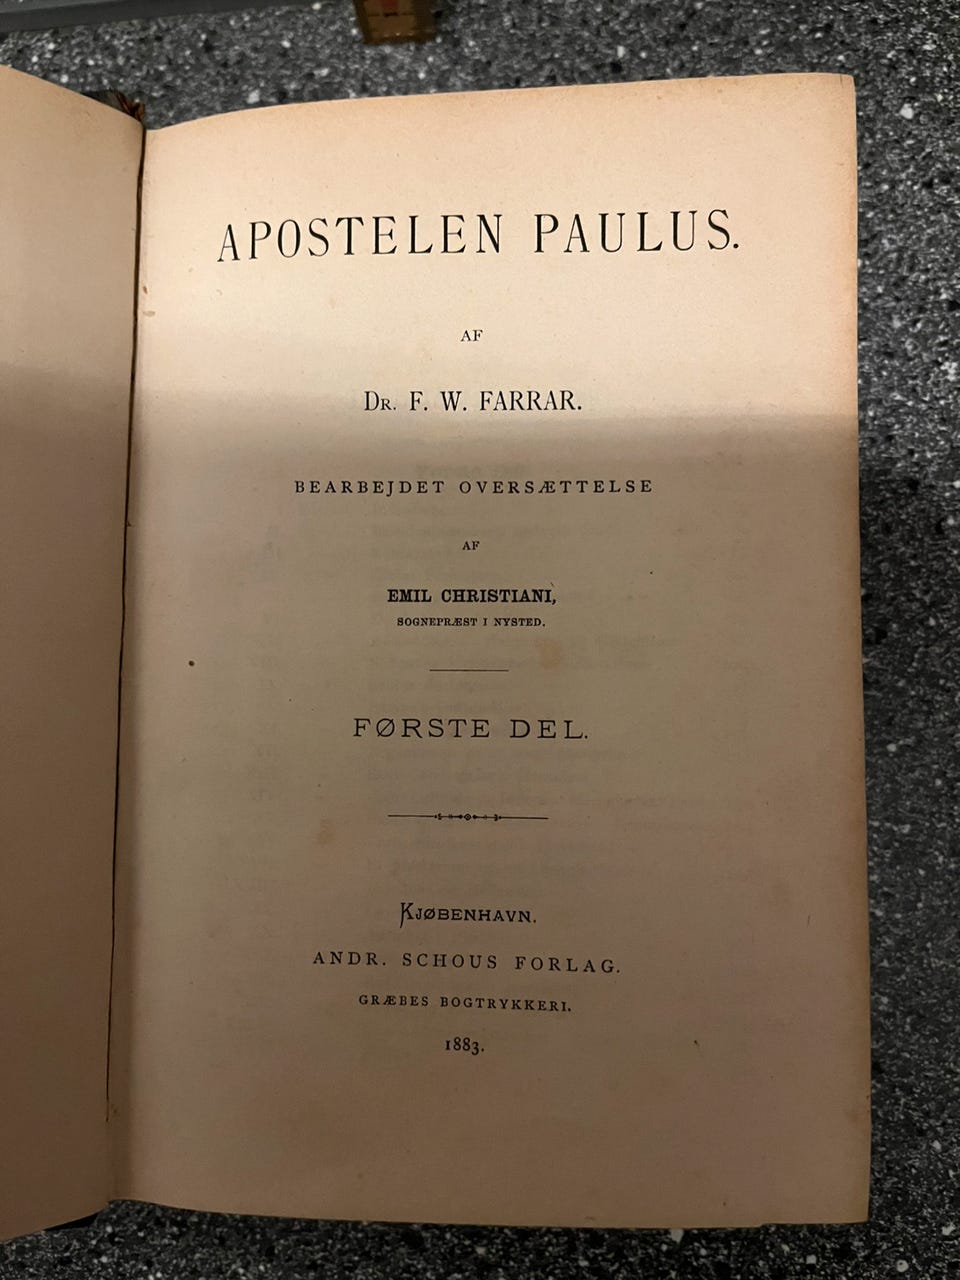 APOSTELEN PAULUS.
AF
DR. F. W. FARRAR.
BEARBEJDET OVERSÆTTELSE
AF
EMIL CHRISTIANI,
SOGNEPRÆST I NYSTED.
FØRSTE DEL.
KJØBENHAVN.
ANDR. SCHOUS FORLAG.
GRÆBES BOGTRYKKERI.
1883.